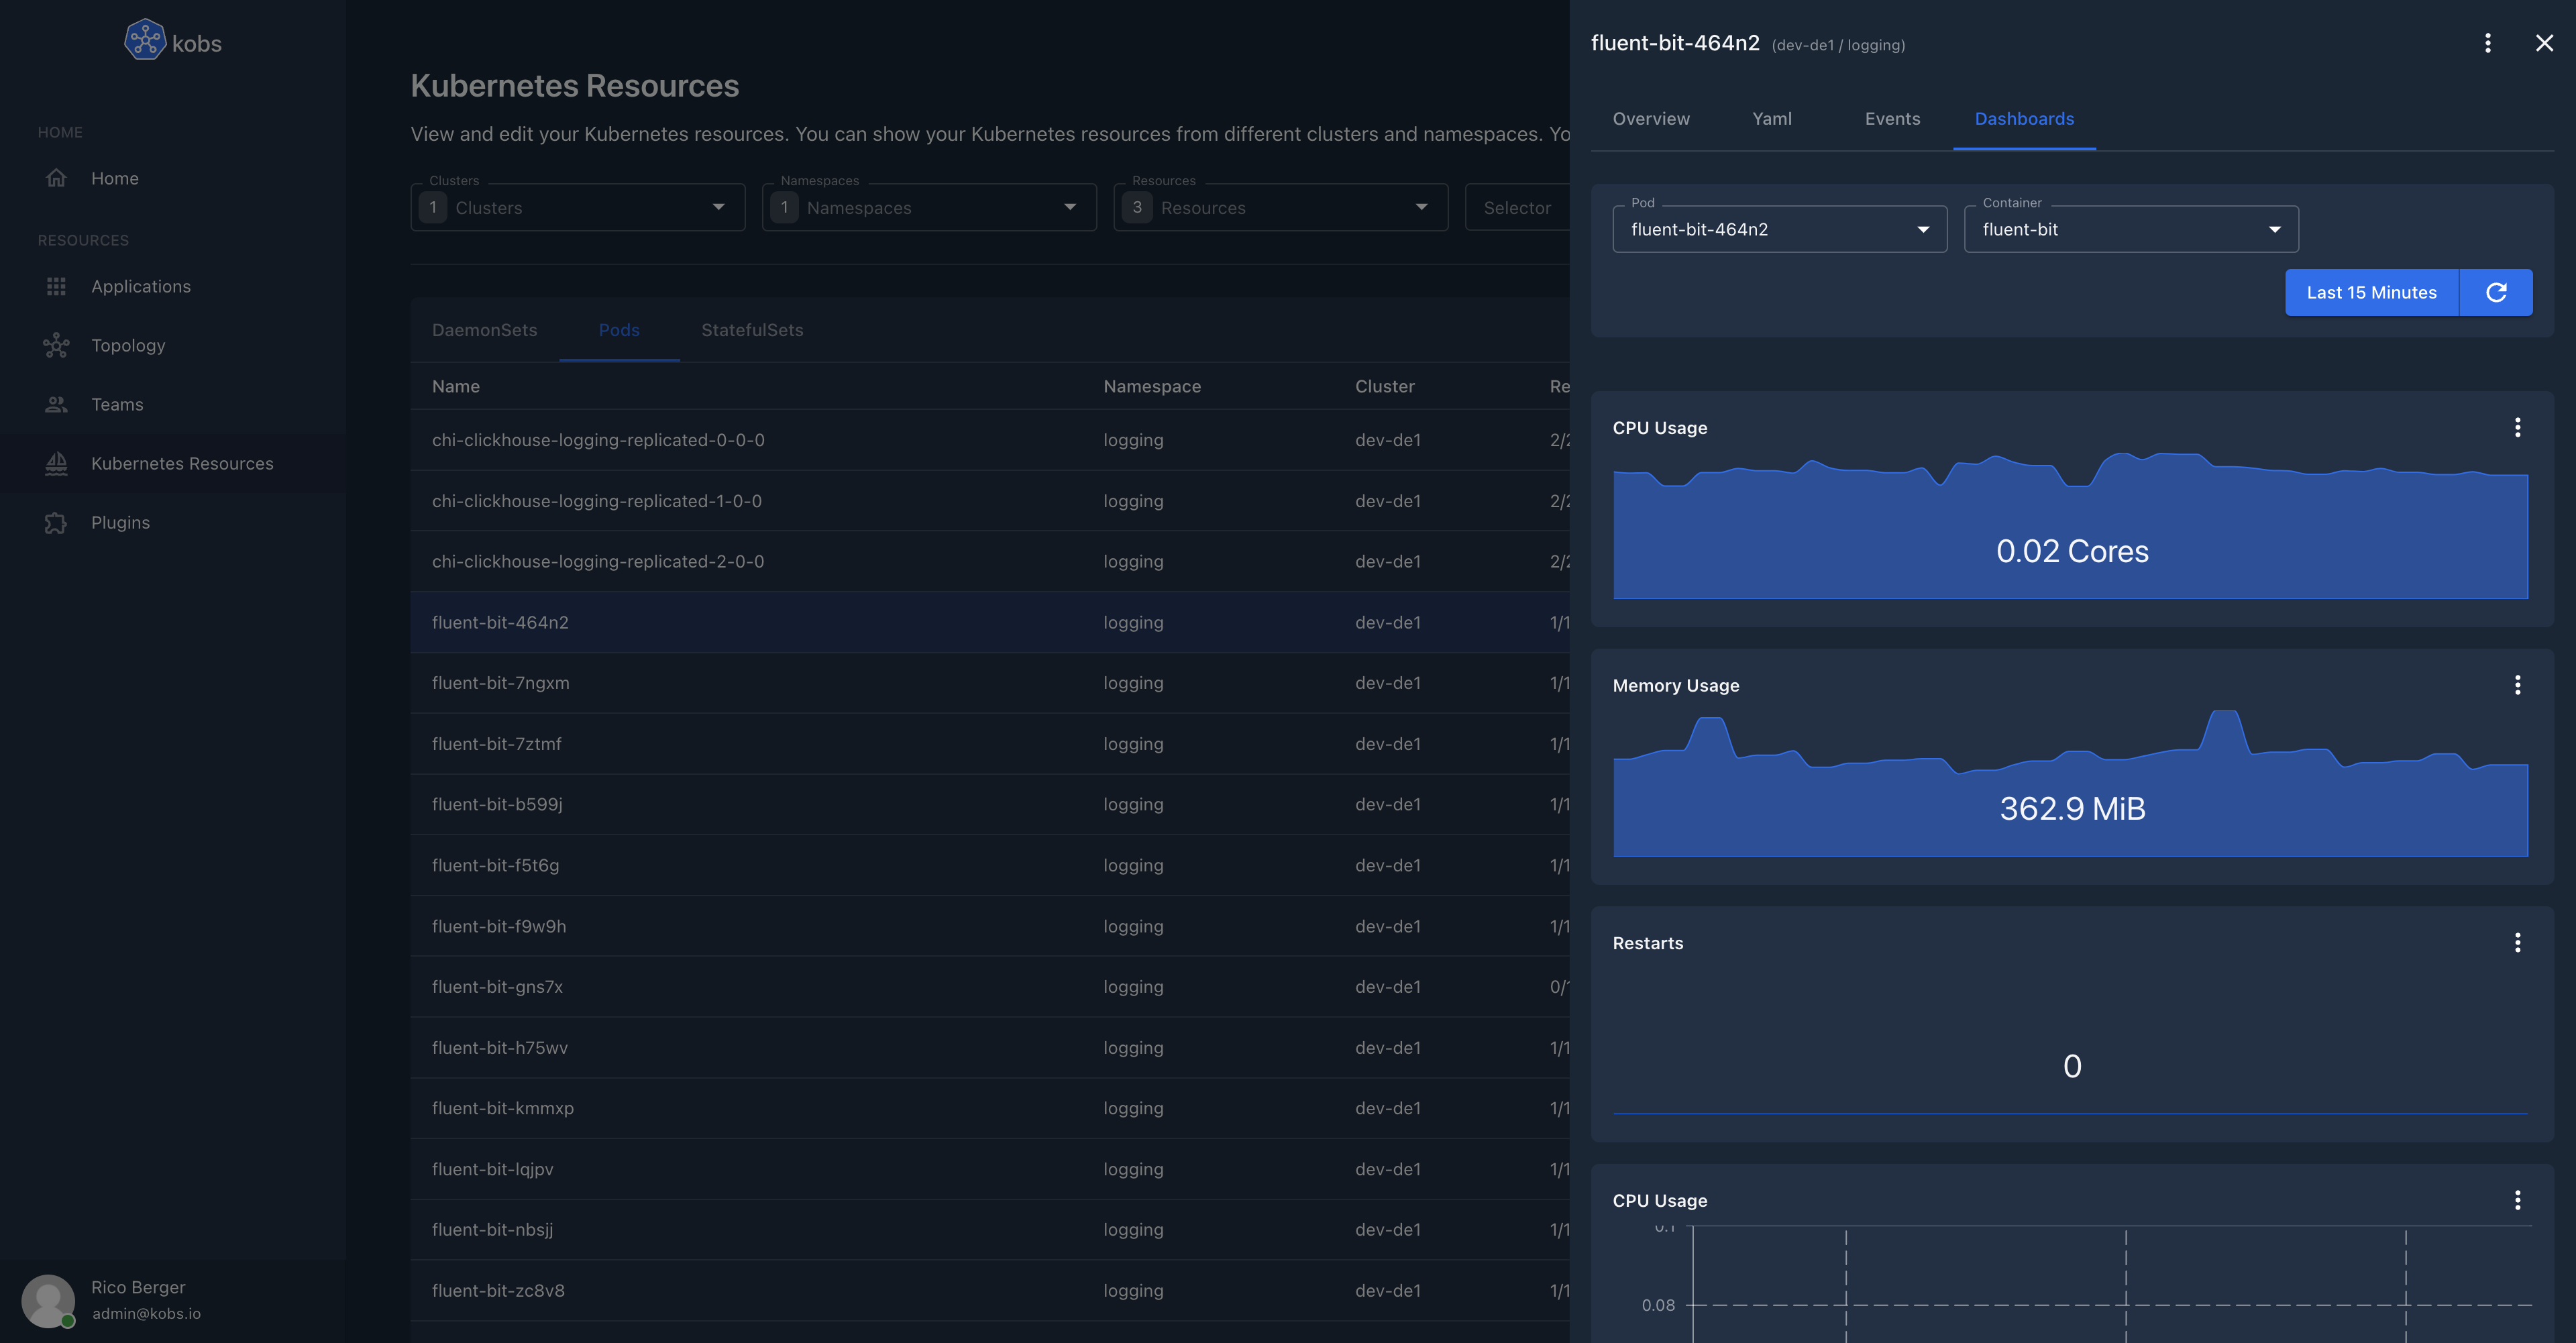 kobs
HOME
Home
RESOURCES
Applications
Topology
Teams
Kubernetes Resources
Plugins
Rico Berger
admin@kobs.io
Kubernetes Resources
View and edit your Kubernetes resources. You can show your Kubernetes resources from different clusters and namespaces. Yo
Clusters
1 Clusters
Namespaces
1 Namespaces
Resources
3 Resources
Selector
DaemonSets Pods StatefulSets
Name Namespace Cluster Re
chi-clickhouse-logging-replicated-0-0-0 logging dev-de1 2/2
chi-clickhouse-logging-replicated-1-0-0 logging dev-de1 2/2
chi-clickhouse-logging-replicated-2-0-0 logging dev-de1 2/2
fluent-bit-464n2 logging dev-de1 1/1
fluent-bit-7ngxm logging dev-de1 1/1
fluent-bit-7ztmf logging dev-de1 1/1
fluent-bit-b599j logging dev-de1 1/1
fluent-bit-f5t6g logging dev-de1 1/1
fluent-bit-f9w9h logging dev-de1 1/1
fluent-bit-gns7x logging dev-de1 0/1
fluent-bit-h75wv logging dev-de1 1/1
fluent-bit-kmmxp logging dev-de1 1/1
fluent-bit-lqjpv logging dev-de1 1/1
fluent-bit-nbsjj logging dev-de1 1/1
fluent-bit-zc8v8 logging dev-de1 1/1
fluent-bit-464n2 (dev-de1 / logging)
Overview Yaml Events Dashboards
Pod
fluent-bit-464n2
Container
fluent-bit
Last 15 Minutes
CPU Usage
0.02 Cores
Memory Usage
362.9 MiB
Restarts
0
CPU Usage
0.1
0.08